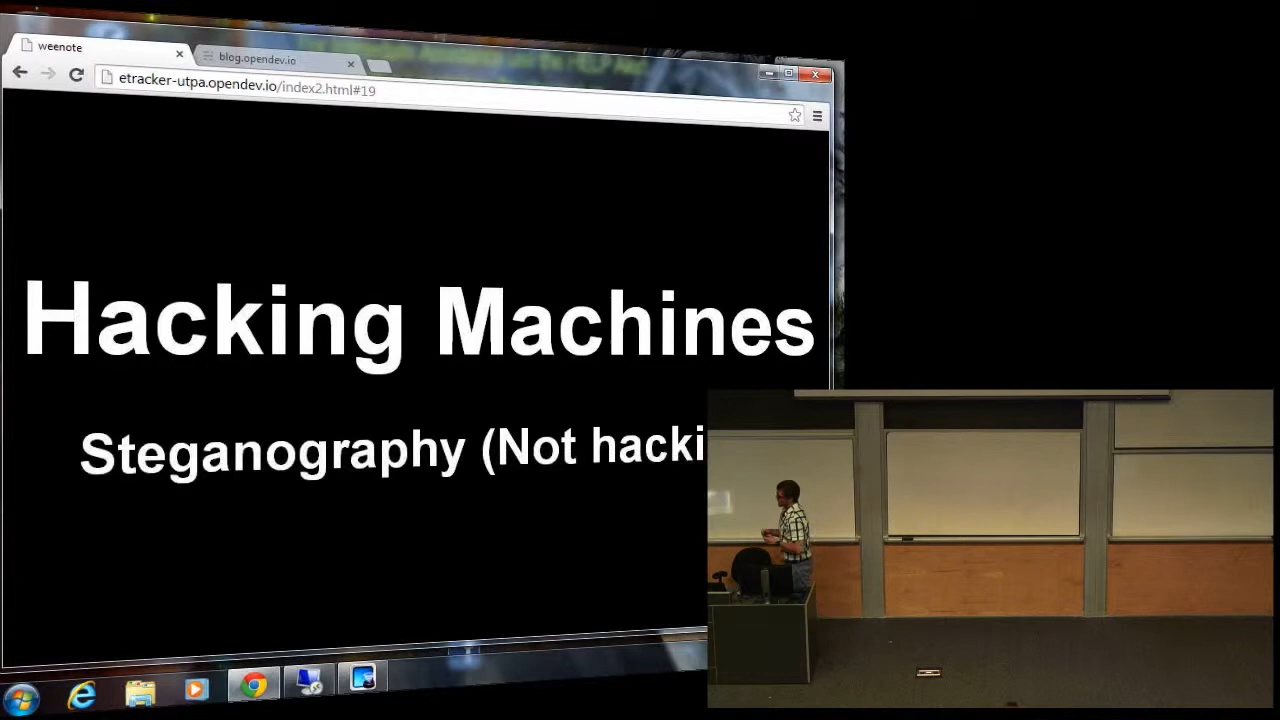 weenote
blog.opendev.io
etracker-utpa.opendev.io/index2.html#19
Hacking Machines
Steganography (Not hacki